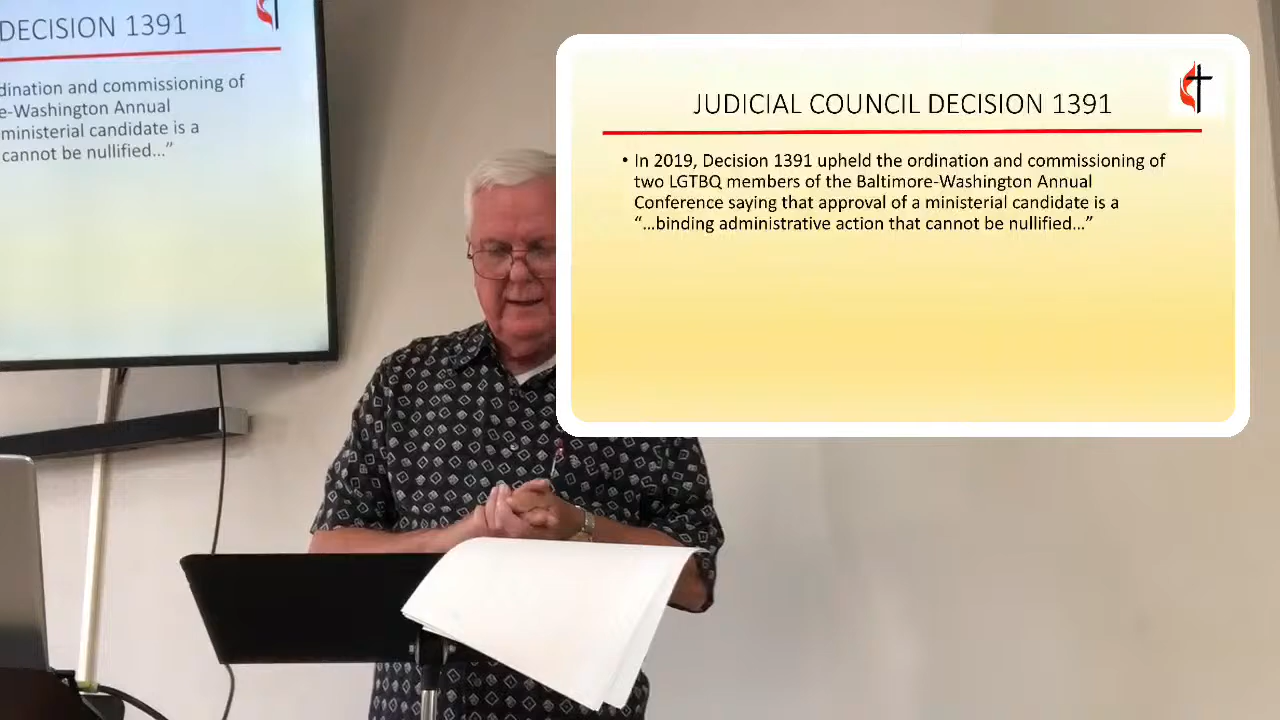 DECISION 1391
dination and commissioning of
e-Washington Annual
ministerial candidate is a
cannot be nullified…”
JUDICIAL COUNCIL DECISION 1391
• In 2019, Decision 1391 upheld the ordination and commissioning of
two LGTBQ members of the Baltimore-Washington Annual
Conference saying that approval of a ministerial candidate is a
“…binding administrative action that cannot be nullified…”